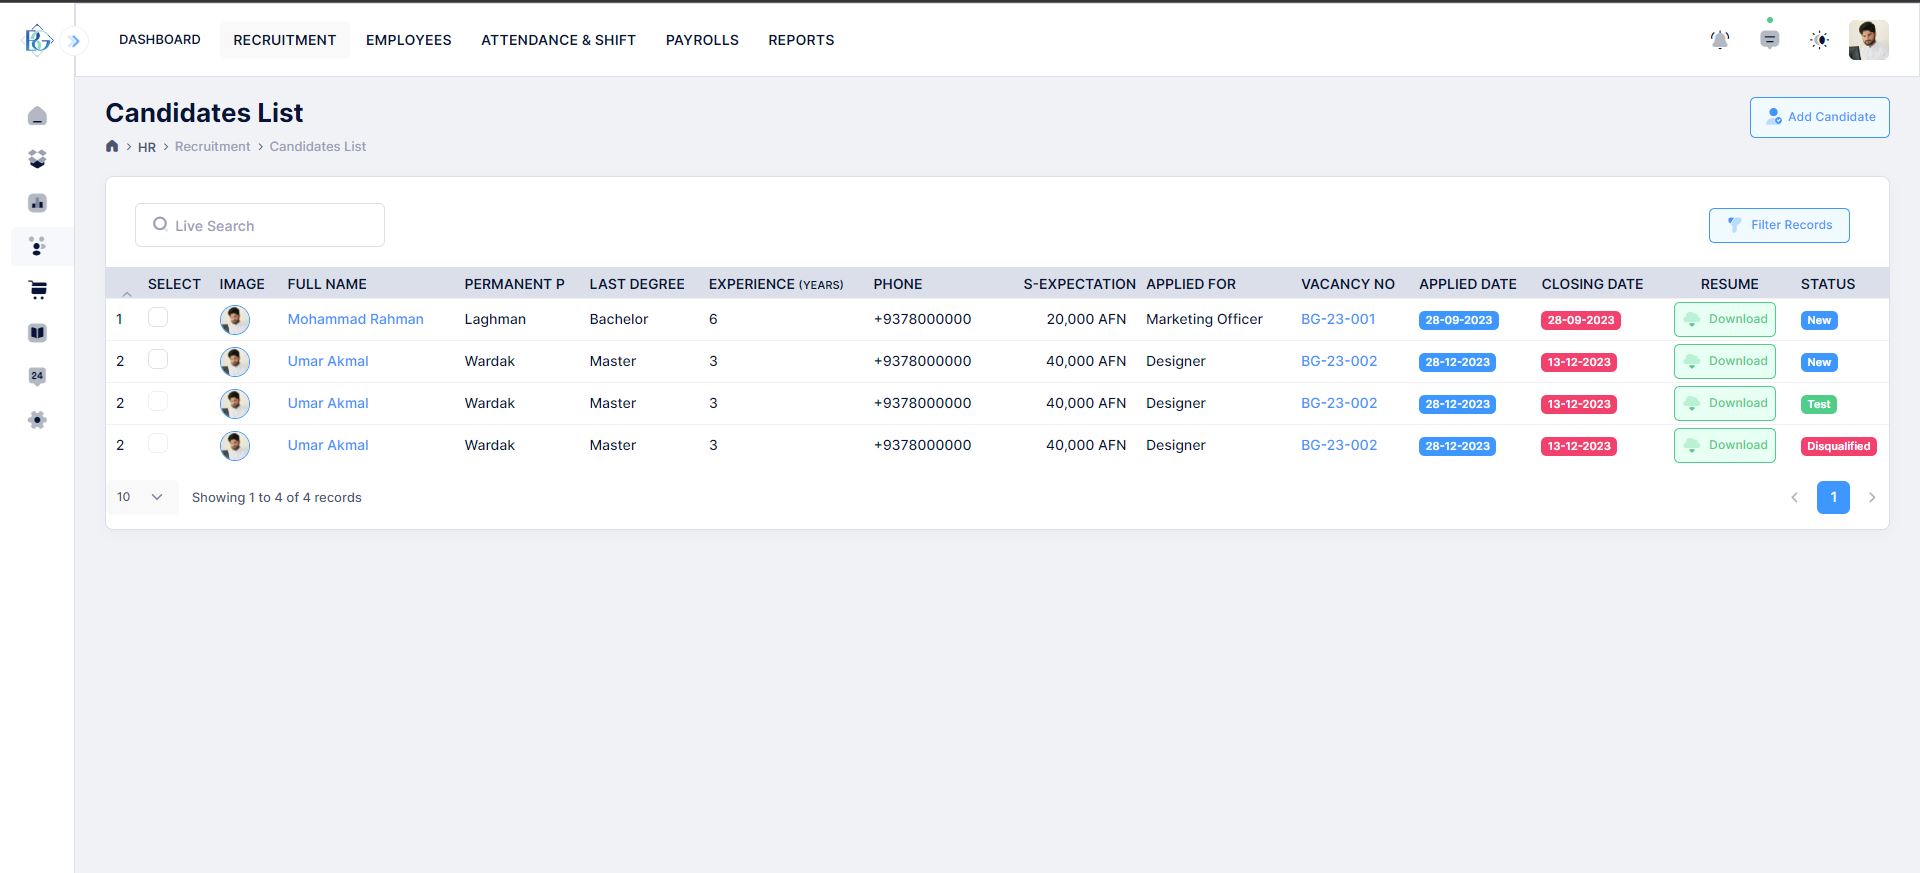 BG
DASHBOARD RECRUITMENT EMPLOYEES ATTENDANCE & SHIFT PAYROLLS REPORTS
Candidates List
Add Candidate
HR Recruitment Candidates List
Live Search
Filter Records
SELECT IMAGE FULL NAME PERMANENT P LAST DEGREE EXPERIENCE (YEARS) PHONE S-EXPECTATION APPLIED FOR VACANCY NO APPLIED DATE CLOSING DATE RESUME STATUS
1 Mohammad Rahman Laghman Bachelor 6 +9378000000 20,000 AFN Marketing Officer BG-23-001 28-09-2023 28-09-2023 Download New
2 Umar Akmal Wardak Master 3 +9378000000 40,000 AFN Designer BG-23-002 28-12-2023 13-12-2023 Download New
2 Umar Akmal Wardak Master 3 +9378000000 40,000 AFN Designer BG-23-002 28-12-2023 13-12-2023 Download Test
24
2 Umar Akmal Wardak Master 3 +9378000000 40,000 AFN Designer BG-23-002 28-12-2023 13-12-2023 Download Disqualified
10 Showing 1 to 4 of 4 records 1